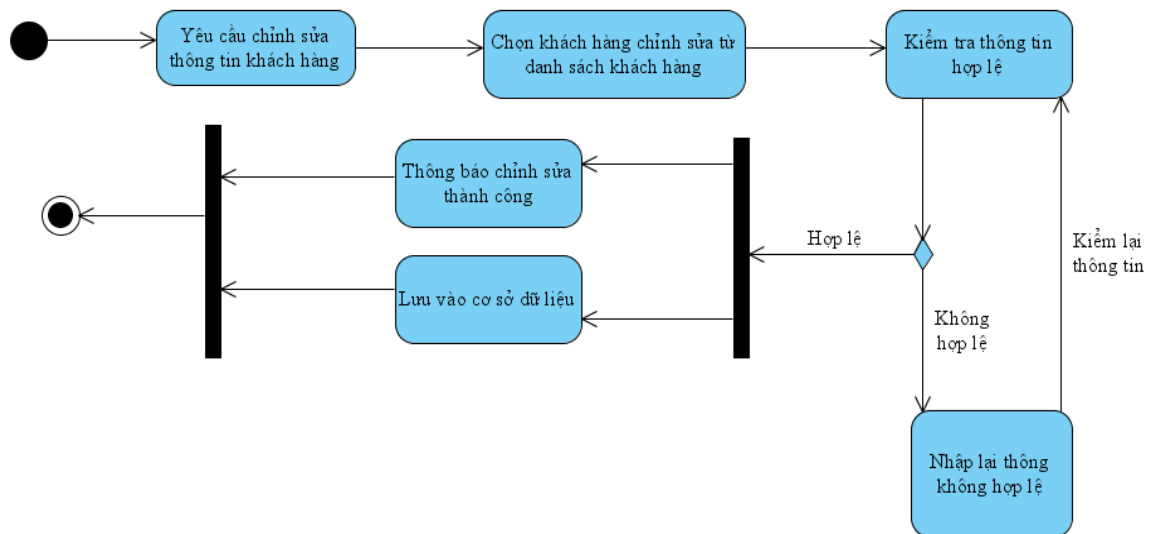 Yêu cầu chỉnh sửa
thông tin khách hàng
Chọn khách hàng chỉnh sửa từ
danh sách khách hàng
Kiểm tra thông tin
hợp lệ
Thông báo chỉnh sửa
thành công
Hợp lệ
Kiểm lại
thông tin
Lưu vào cơ sở dữ liệu
Không
hợp lệ
Nhập lại thông
không hợp lệ